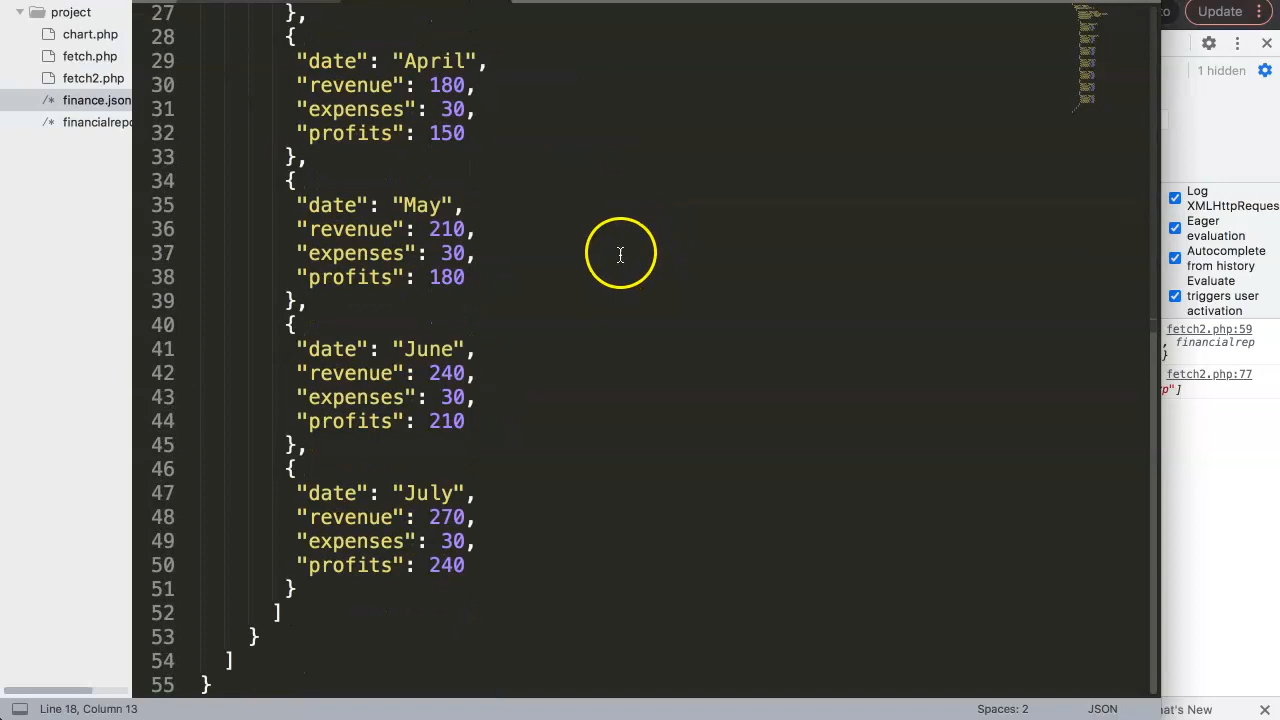 project
chart.php
fetch.php
fetch2.php
finance.json
financialrepo
27 },
28 {
29 "date": "April",
30 "revenue": 180,
31 "expenses": 30,
32 "profits": 150
33 },
34 {
35 "date": "May",
36 "revenue": 210,
37 "expenses": 30,
38 "profits": 180
39 },
40 {
41 "date": "June",
42 "revenue": 240,
43 "expenses": 30,
44 "profits": 210
45 },
46 {
47 "date": "July",
48 "revenue": 270,
49 "expenses": 30,
50 "profits": 240
51 }
52 ]
53 }
54 ]
55 }
Line 18, Column 13
Spaces: 2
JSON
to
Update
1 hidden
Log
XMLHttpReques
Eager
evaluation
Autocomplete
from history
Evaluate
triggers user
activation
fetch2.php:59
, financialrep
}
fetch2.php:77
p"]
at's New